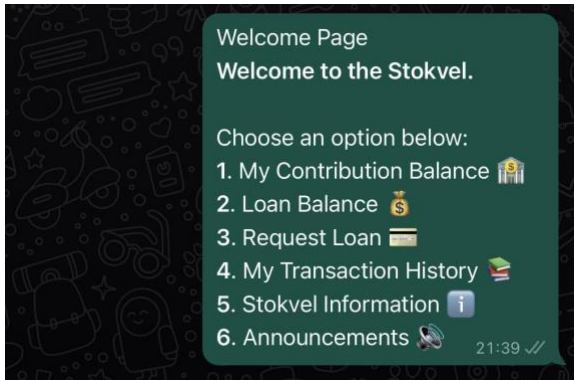 Welcome Page
Welcome to the Stokvel.
Choose an option below:
1. My Contribution Balance 🏦
2. Loan Balance 💰
3. Request Loan 💳
4. My Transaction History 📚
5. Stokvel Information ℹ️
6. Announcements 🔊
21:39